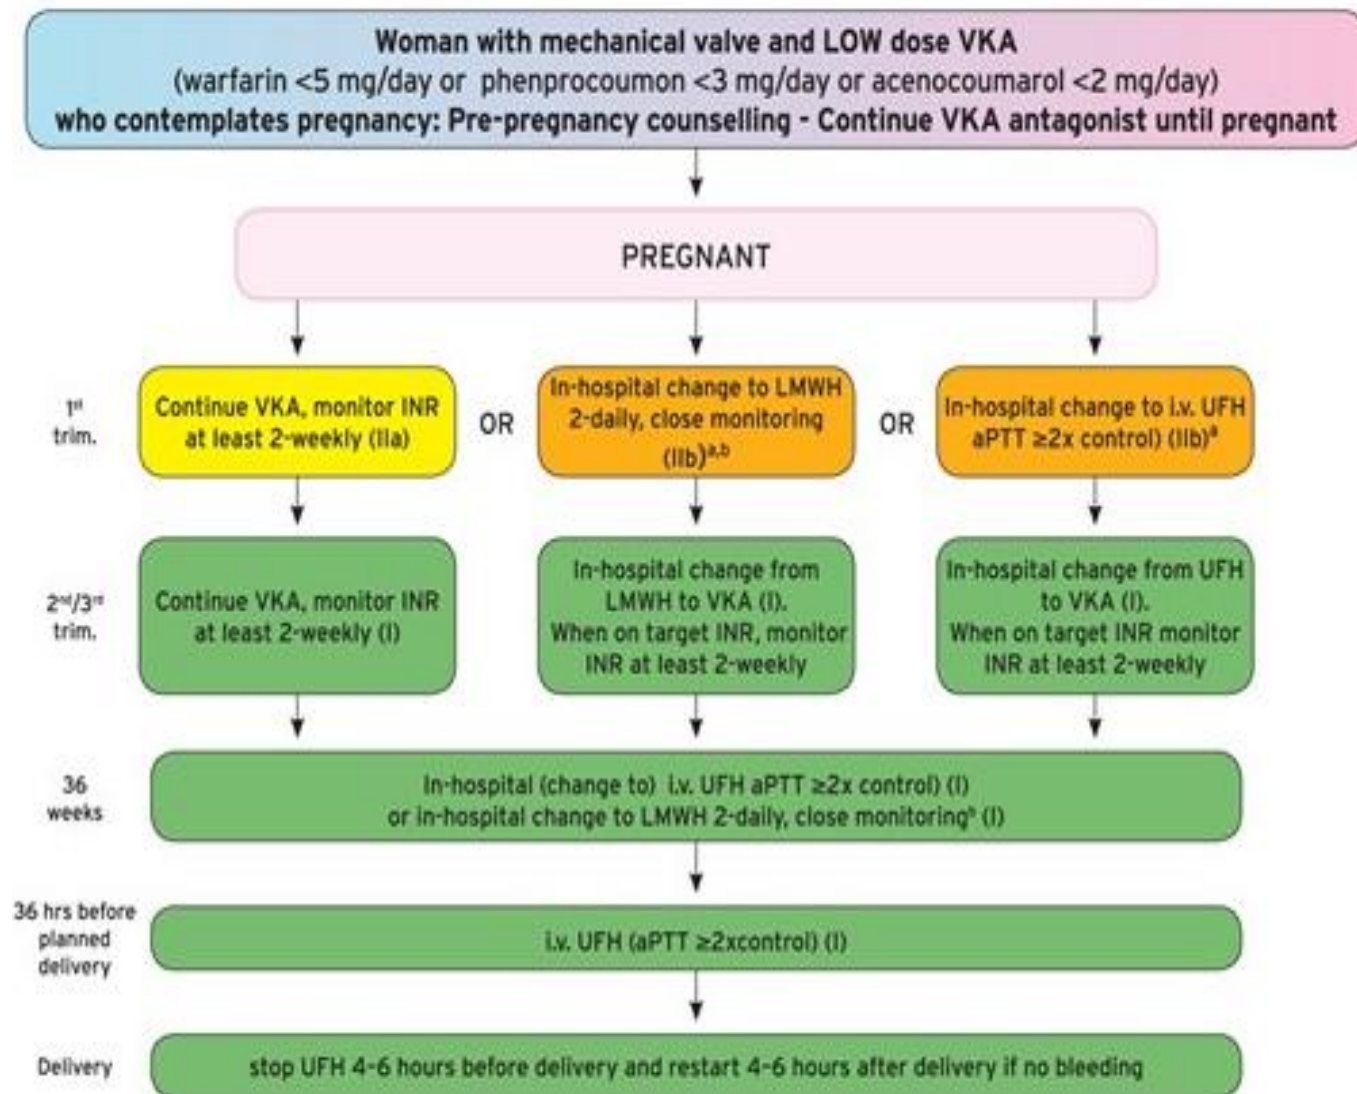 Woman with mechanical valve and LOW dose VKA
(warfarin <5 mg/day or phenprocoumon <3 mg/day or acenocoumarol <2 mg/day)
who contemplates pregnancy: Pre-pregnancy counselling - Continue VKA antagonist until pregnant
PREGNANT
1st
trim.
Continue VKA, monitor INR
at least 2-weekly (IIa)
OR
In-hospital change to LMWH
2-daily, close monitoring
(IIb)a,b
OR
In-hospital change to i.v. UFH
aPTT ≥2x control) (IIb)a
2nd/3rd
trim.
Continue VKA, monitor INR
at least 2-weekly (I)
In-hospital change from
LMWH to VKA (I).
When on target INR, monitor
INR at least 2-weekly
In-hospital change from UFH
to VKA (I).
When on target INR monitor
INR at least 2-weekly
36
weeks
In-hospital (change to) i.v. UFH aPTT ≥2x control) (I)
or in-hospital change to LMWH 2-daily, close monitoringb (I)
36 hrs before
planned
delivery
i.v. UFH (aPTT ≥2xcontrol) (I)
Delivery
stop UFH 4-6 hours before delivery and restart 4-6 hours after delivery if no bleeding